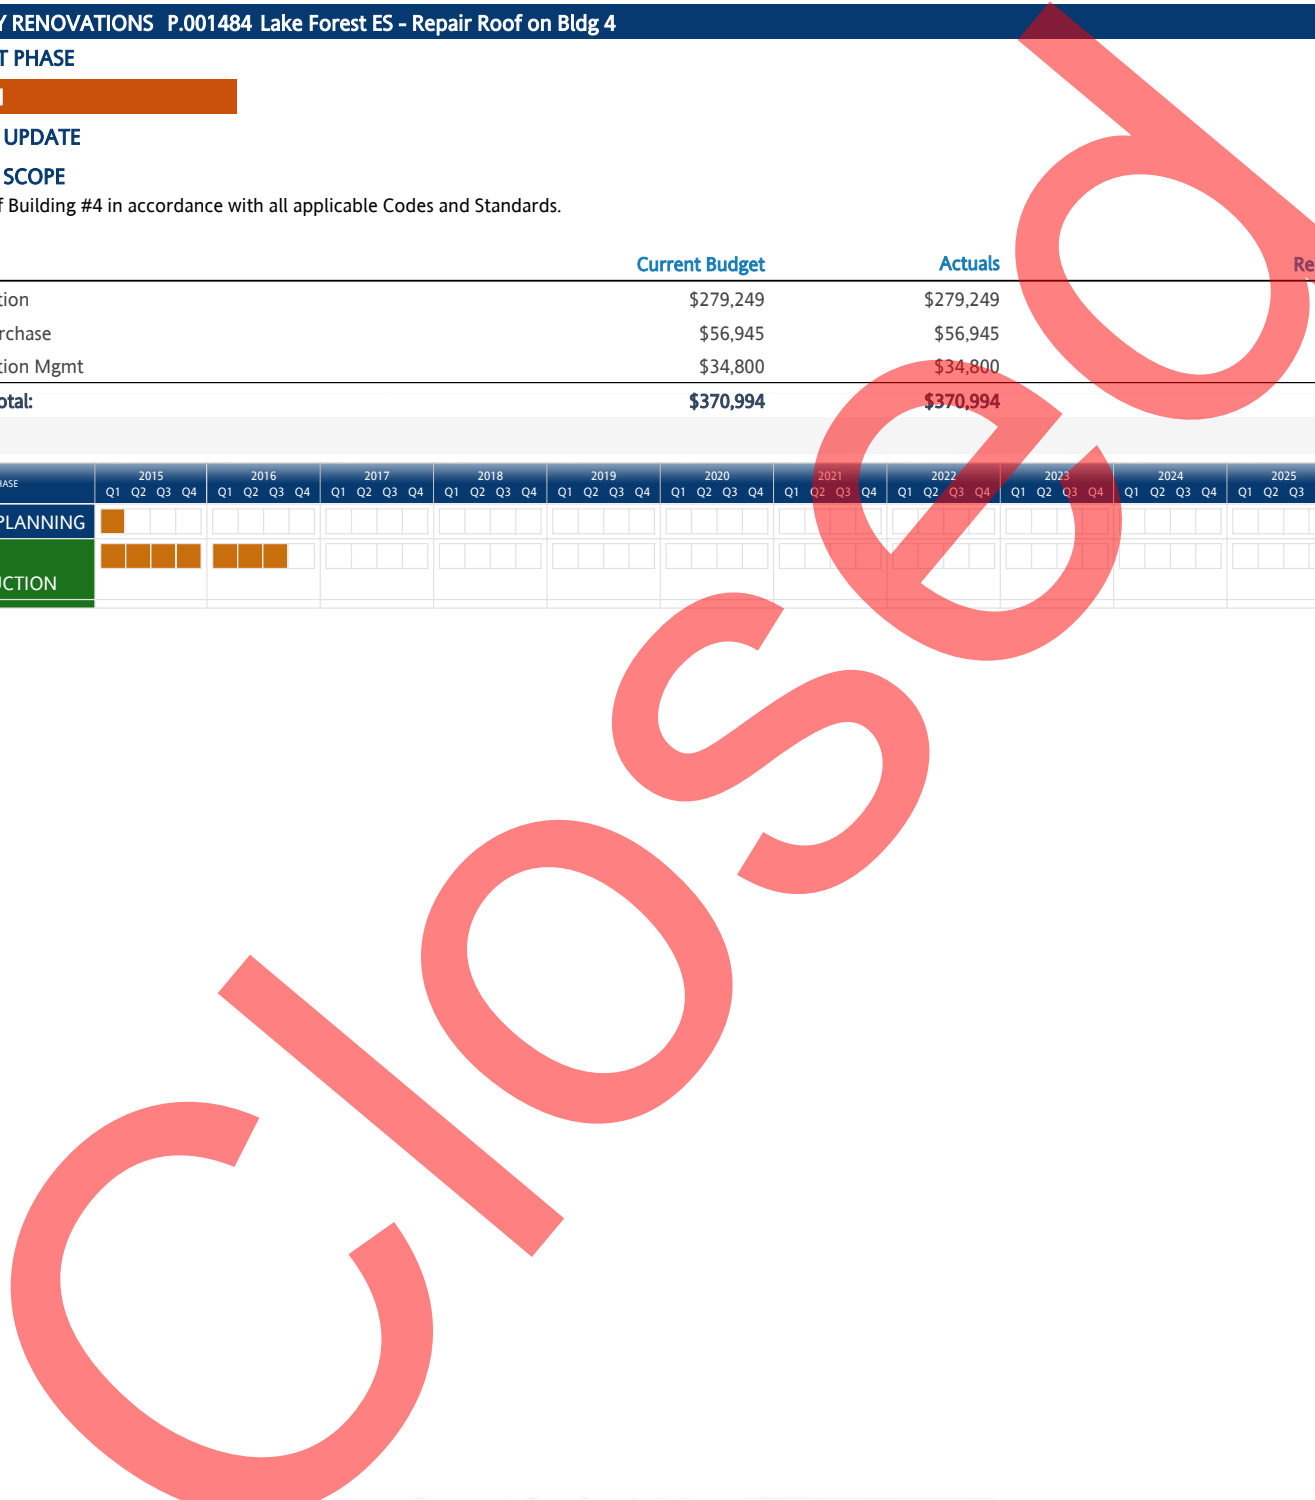 Y RENOVATIONS P.001484 Lake Forest ES - Repair Roof on Bldg 4
T PHASE
UPDATE
SCOPE
f Building #4 in accordance with all applicable Codes and Standards.
Current Budget Actuals Re
tion $279,249 $279,249
rchase $56,945 $56,945
tion Mgmt $34,800 $34,800
otal: $370,994 $370,994
HASE 2015 2016 2017 2018 2019 2020 2021 2022 2023 2024 2025
Q1 Q2 Q3 Q4 Q1 Q2 Q3 Q4 Q1 Q2 Q3 Q4 Q1 Q2 Q3 Q4 Q1 Q2 Q3 Q4 Q1 Q2 Q3 Q4 Q1 Q2 Q3 Q4 Q1 Q2 Q3 Q4 Q1 Q2 Q3 Q4 Q1 Q2 Q3 Q4 Q1 Q2 Q3
PLANNING
UCTION
Closed